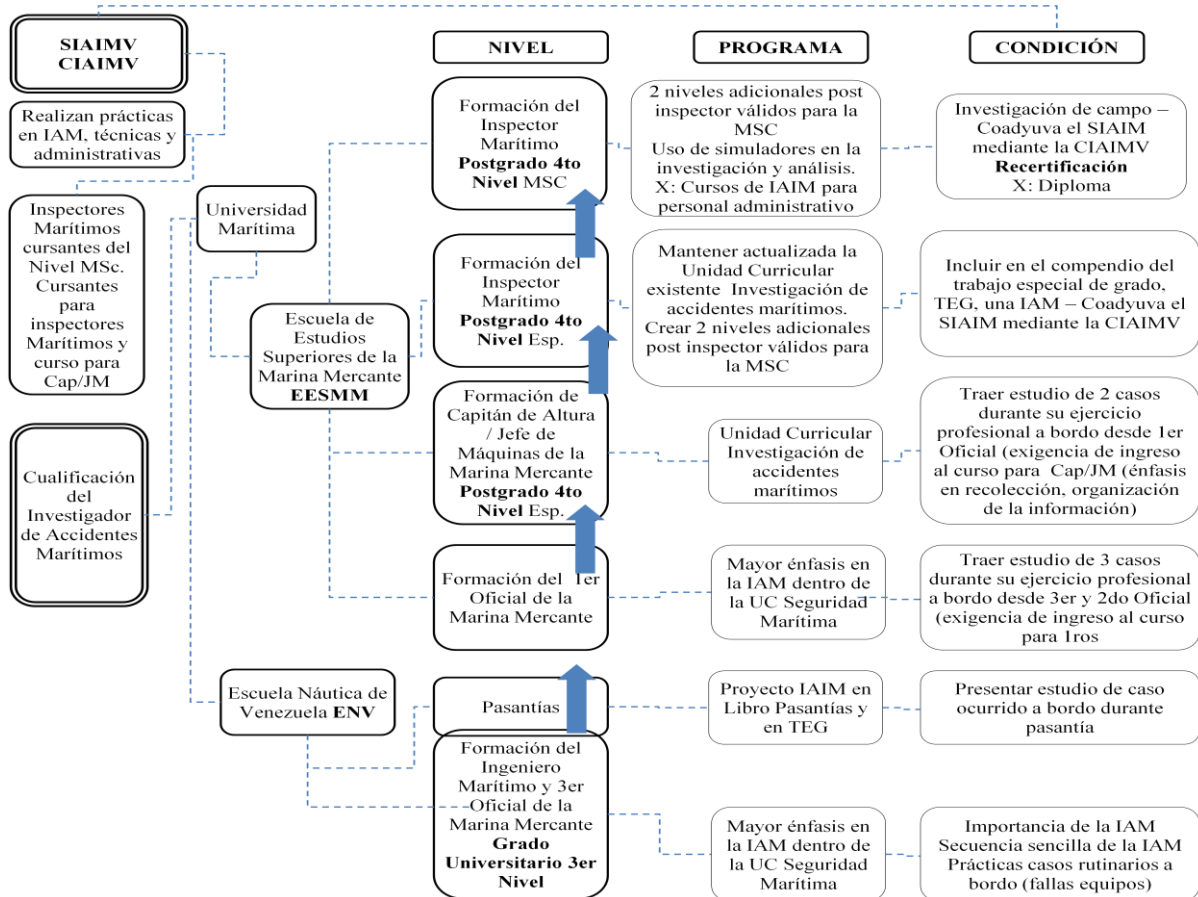 SIAIMV
CIAIMV
Realizan prácticas
en IAM, técnicas y
administrativas
Inspectores
Marítimos
cursantes del
Nivel MSc.
Cursantes
para
inspectores
Marítimos y
curso para
Cap/JM
Cualificación
del
Investigador
de Accidentes
Marítimos
Universidad
Marítima
Escuela de
Estudios
Superiores de la
Marina Mercante
EESMM
Escuela Náutica de
Venezuela ENV
NIVEL
Formación del
Inspector
Marítimo
Postgrado 4to
Nivel MSC
Formación del
Inspector
Marítimo
Postgrado 4to
Nivel Esp.
Formación de
Capitán de Altura
/ Jefe de
Máquinas de la
Marina Mercante
Postgrado 4to
Nivel Esp.
Formación del 1er
Oficial de la
Marina Mercante
Pasantías
Formación del
Ingeniero
Marítimo y 3er
Oficial de la
Marina Mercante
Grado
Universitario 3er
Nivel
PROGRAMA
2 niveles adicionales post
inspector válidos para la
MSC
Uso de simuladores en la
investigación y análisis.
X: Cursos de IAIM para
personal administrativo
Mantener actualizada la
Unidad Curricular
existente Investigación de
accidentes marítimos.
Crear 2 niveles adicionales
post inspector válidos para
la MSC
Unidad Curricular
Investigación de
accidentes
marítimos
Mayor énfasis en
la IAM dentro de
la UC Seguridad
Marítima
Proyecto IAIM en
Libro Pasantías y
en TEG
Mayor énfasis en
la IAM dentro de
la UC Seguridad
Marítima
CONDICIÓN
Investigación de campo –
Coadyuva el SIAIM
mediante la CIAIMV
Recertificación
X: Diploma
Incluir en el compendio del
trabajo especial de grado,
TEG, una IAM – Coadyuva el
SIAIM mediante la CIAIMV
Traer estudio de 2 casos
durante su ejercicio
profesional a bordo desde 1er
Oficial (exigencia de ingreso
al curso para Cap/JM (énfasis
en recolección, organización
de la información)
Traer estudio de 3 casos
durante su ejercicio profesional
a bordo desde 3er y 2do Oficial
(exigencia de ingreso al curso
para 1ros
Presentar estudio de caso
ocurrido a bordo durante
pasantía
Importancia de la IAM
Secuencia sencilla de la IAM
Prácticas casos rutinarios a
bordo (fallas equipos)